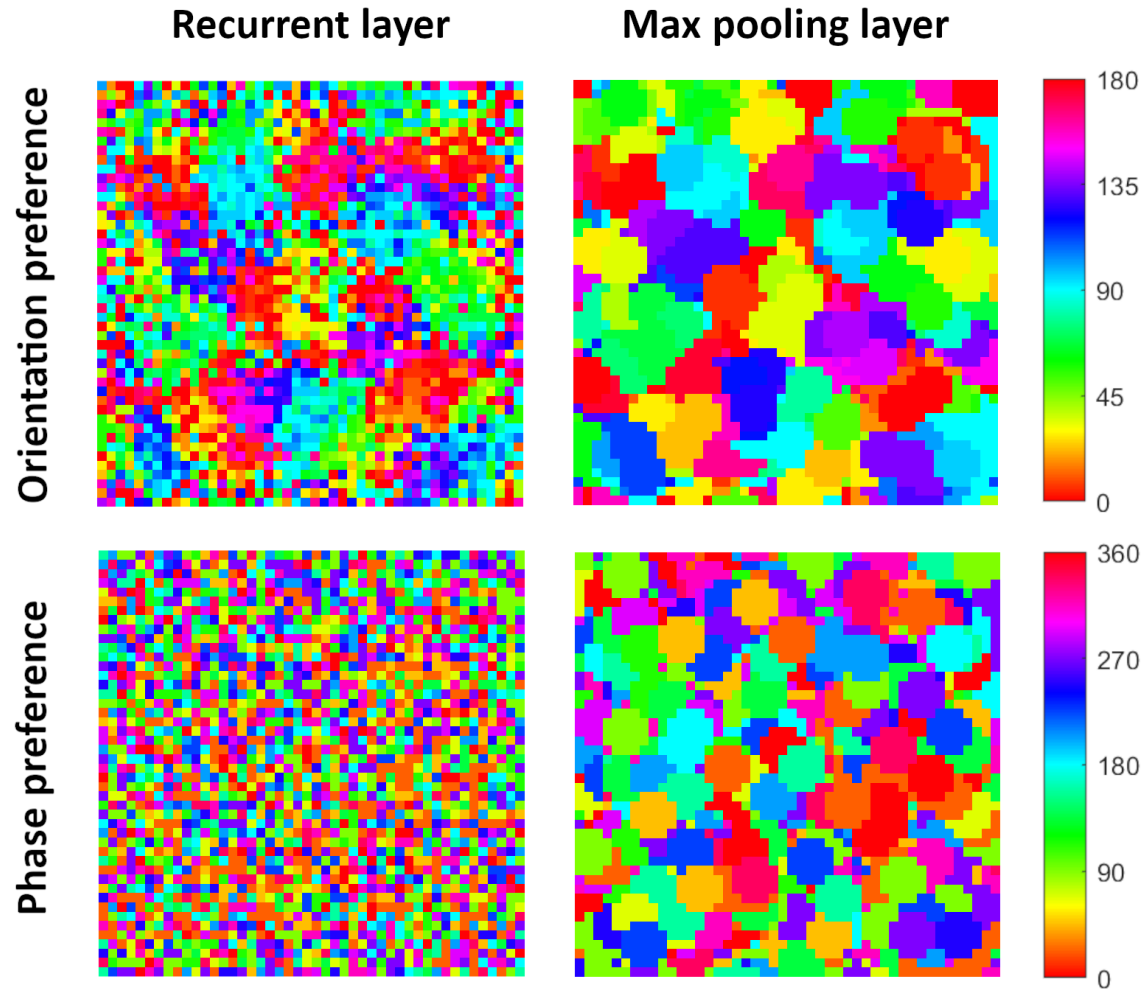 Recurrent layer
Max pooling layer
Orientation preference
180
135
90
45
0
Phase preference
360
270
180
90
0